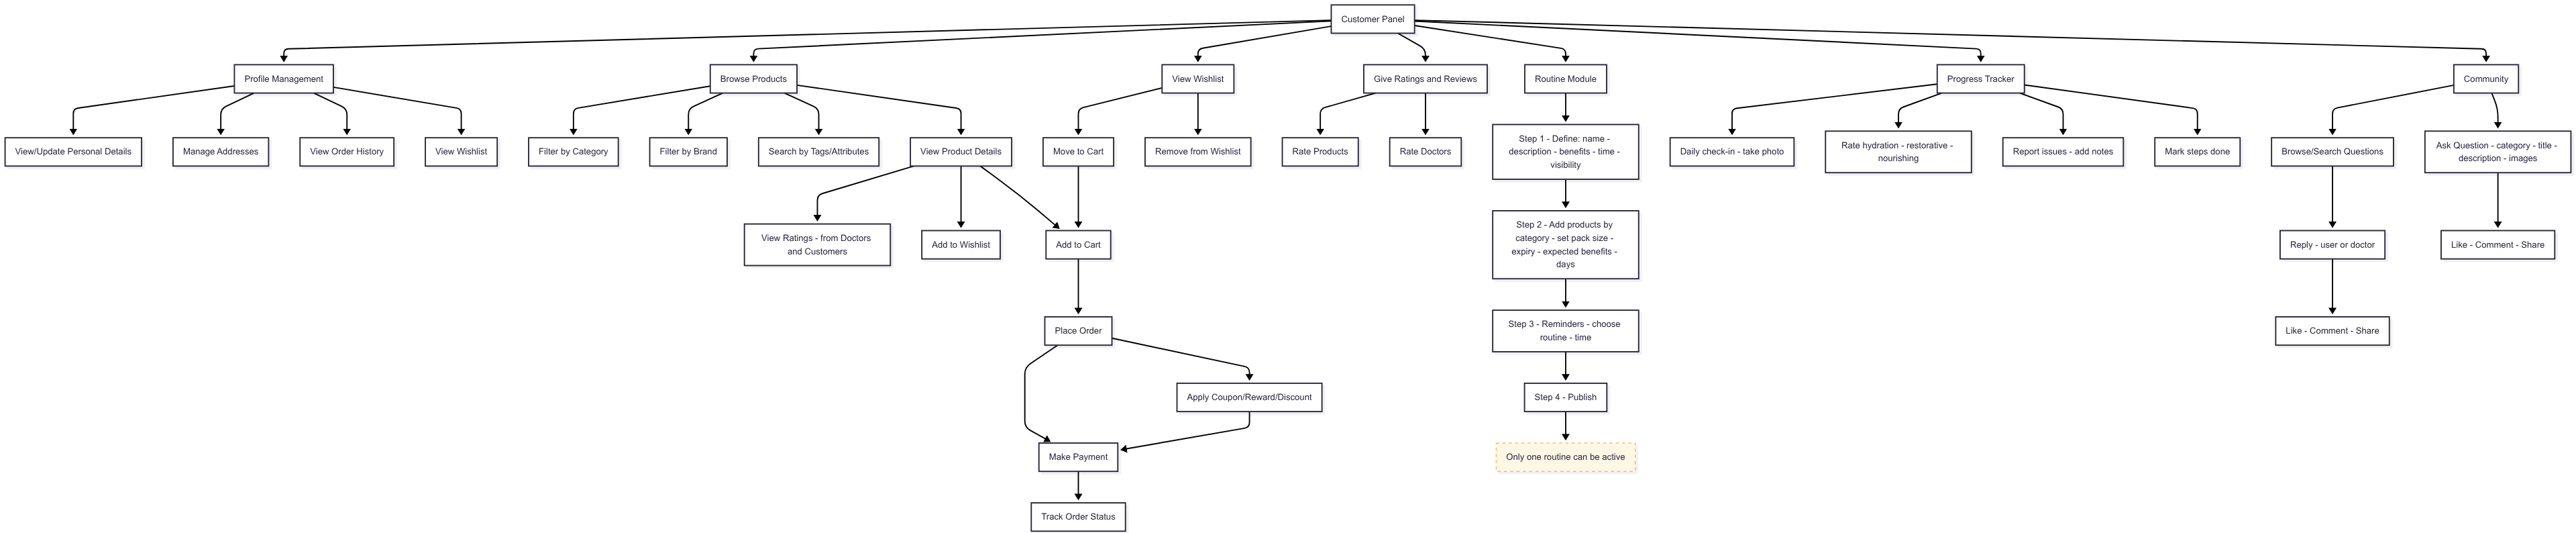 Customer Panel
Profile Management
Browse Products
View Wishlist
Give Ratings and Reviews
Routine Module
Progress Tracker
Community
View/Update Personal Details
Manage Addresses
View Order History
View Wishlist
Filter by Category
Filter by Brand
Search by Tags/Attributes
View Product Details
Move to Cart
Remove from Wishlist
Rate Products
Rate Doctors
Step 1 - Define: name -
description - benefits - time -
visibility
Daily check-in - take photo
Rate hydration - restorative -
nourishing
Report issues - add notes
Mark steps done
Browse/Search Questions
Ask Question - category - title -
description - images
View Ratings - from Doctors
and Customers
Add to Wishlist
Add to Cart
Step 2 - Add products by
category - set pack size -
expiry - expected benefits -
days
Reply - user or doctor
Like - Comment - Share
Place Order
Step 3 - Reminders - choose
routine - time
Like - Comment - Share
Apply Coupon/Reward/Discount
Step 4 - Publish
Make Payment
Only one routine can be active
Track Order Status